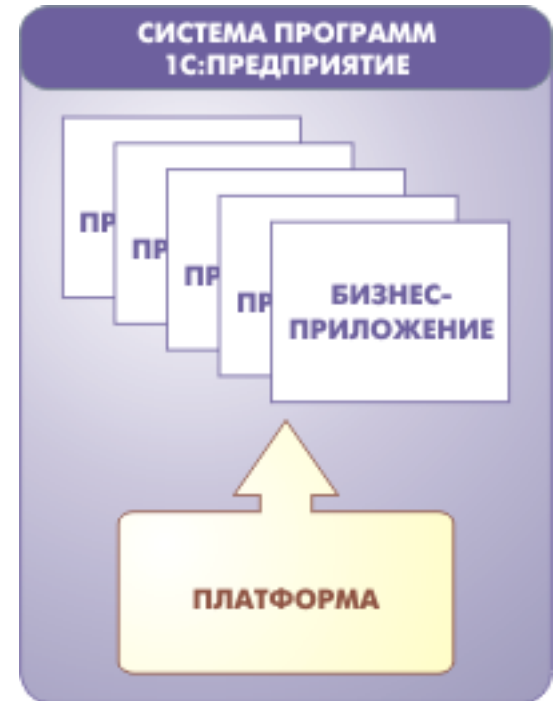 СИСТЕМА ПРОГРАММ
1С:ПРЕДПРИЯТИЕ
ПР
ПР
ПР
ПР
БИЗНЕС-
ПРИЛОЖЕНИЕ
ПЛАТФОРМА